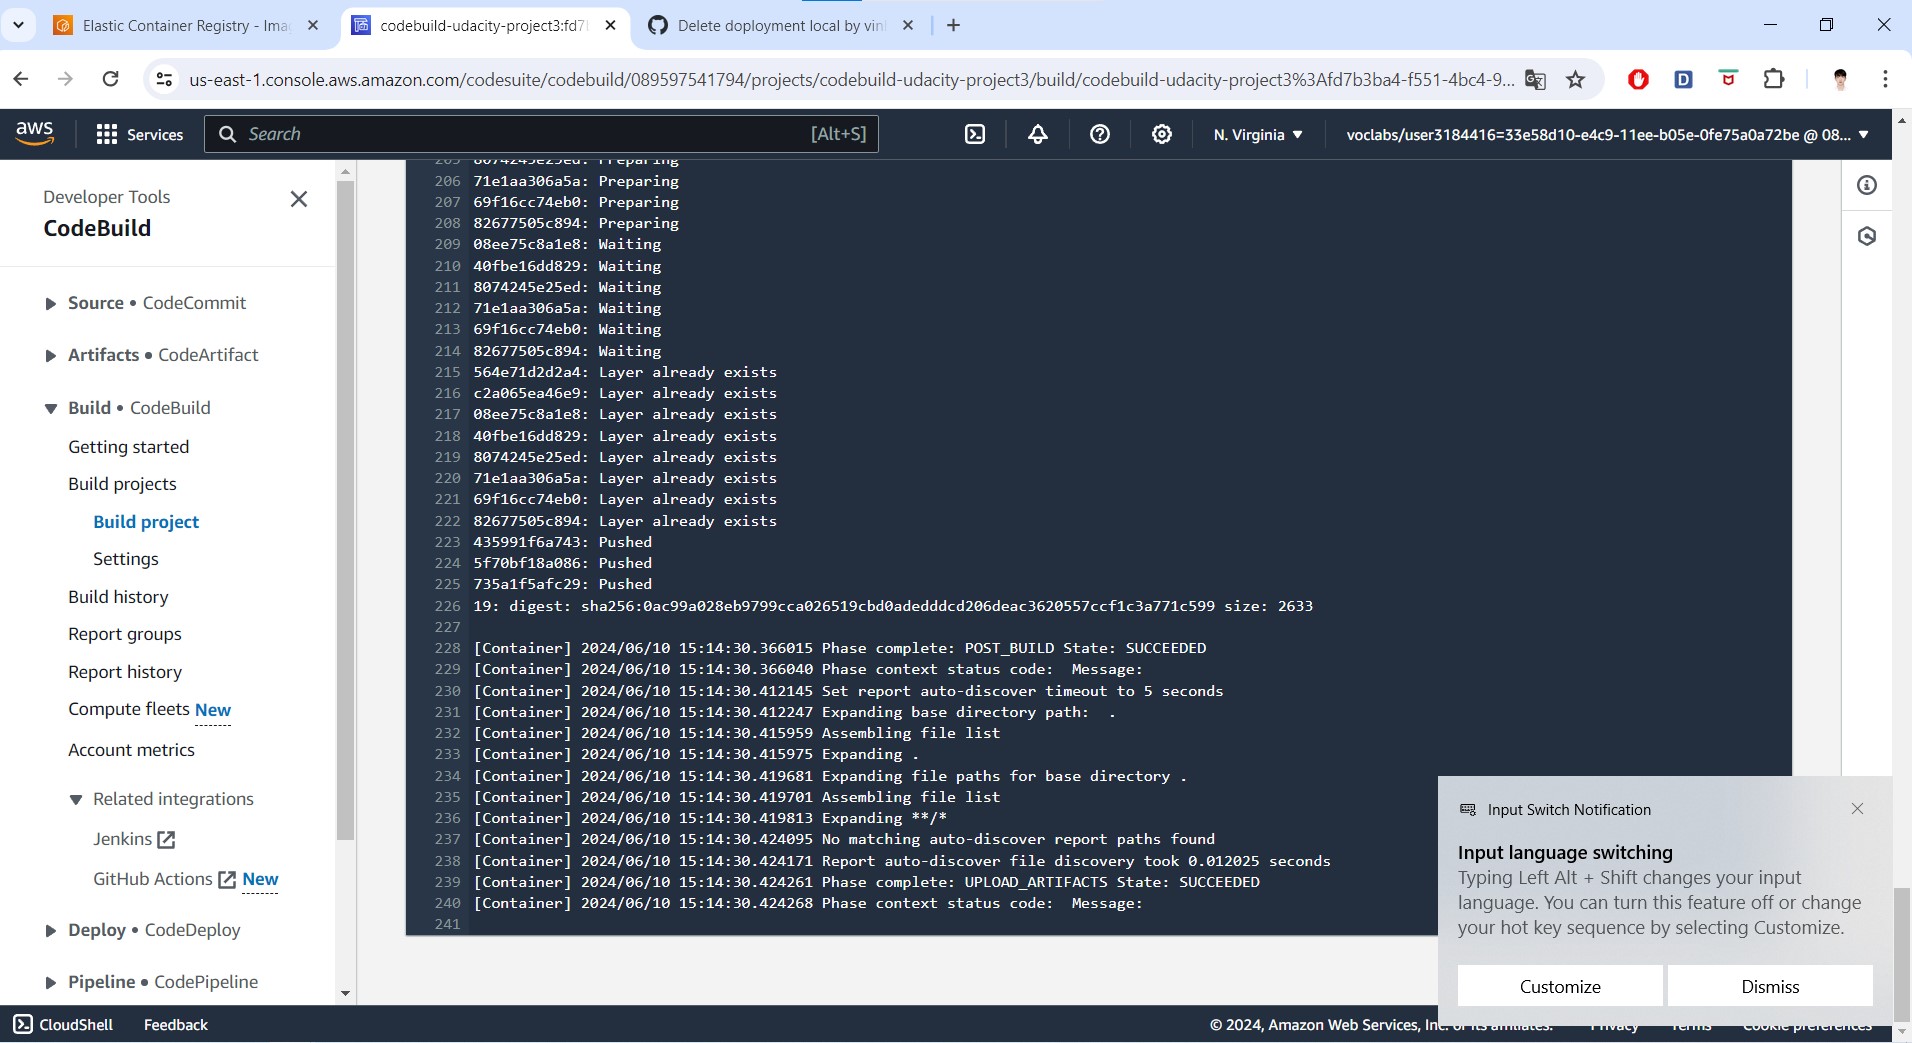 Elastic Container Registry - Ima
codebuild-udacity-project3:fd7
Delete doployment local by vinl
us-east-1.console.aws.amazon.com/codesuite/codebuild/089597541794/projects/codebuild-udacity-project3/build/codebuild-udacity-project3%3Afd7b3ba4-f551-4bc4-9...
aws
Services
Search
[Alt+S]
N. Virginia
voclabs/user3184416=33e58d10-e4c9-11ee-b05e-0fe75a0a72be @ 08...
Developer Tools
CodeBuild
Source • CodeCommit
Artifacts • CodeArtifact
Build • CodeBuild
Getting started
Build projects
Build project
Settings
Build history
Report groups
Report history
Compute fleets New
Account metrics
Related integrations
Jenkins
GitHub Actions New
Deploy • CodeDeploy
Pipeline • CodePipeline
205 8074245e25ed: Preparing
206 71e1aa306a5a: Preparing
207 69f16cc74eb0: Preparing
208 82677505c894: Preparing
209 08ee75c8a1e8: Waiting
210 40fbe16dd829: Waiting
211 8074245e25ed: Waiting
212 71e1aa306a5a: Waiting
213 69f16cc74eb0: Waiting
214 82677505c894: Waiting
215 564e71d2d2a4: Layer already exists
216 c2a065ea46e9: Layer already exists
217 08ee75c8a1e8: Layer already exists
218 40fbe16dd829: Layer already exists
219 8074245e25ed: Layer already exists
220 71e1aa306a5a: Layer already exists
221 69f16cc74eb0: Layer already exists
222 82677505c894: Layer already exists
223 435991f6a743: Pushed
224 5f70bf18a086: Pushed
225 735a1f5afc29: Pushed
226 19: digest: sha256:0ac99a028eb9799cca026519cbd0adedddcd206deac3620557ccf1c3a771c599 size: 2633
227
228 [Container] 2024/06/10 15:14:30.366015 Phase complete: POST_BUILD State: SUCCEEDED
229 [Container] 2024/06/10 15:14:30.366040 Phase context status code:  Message:
230 [Container] 2024/06/10 15:14:30.412145 Set report auto-discover timeout to 5 seconds
231 [Container] 2024/06/10 15:14:30.412247 Expanding base directory path:  .
232 [Container] 2024/06/10 15:14:30.415959 Assembling file list
233 [Container] 2024/06/10 15:14:30.415975 Expanding .
234 [Container] 2024/06/10 15:14:30.419681 Expanding file paths for base directory .
235 [Container] 2024/06/10 15:14:30.419701 Assembling file list
236 [Container] 2024/06/10 15:14:30.419813 Expanding **/*
237 [Container] 2024/06/10 15:14:30.424095 No matching auto-discover report paths found
238 [Container] 2024/06/10 15:14:30.424171 Report auto-discover file discovery took 0.012025 seconds
239 [Container] 2024/06/10 15:14:30.424261 Phase complete: UPLOAD_ARTIFACTS State: SUCCEEDED
240 [Container] 2024/06/10 15:14:30.424268 Phase context status code:  Message:
241
Input Switch Notification
Input language switching
Typing Left Alt + Shift changes your input
language. You can turn this feature off or change
your hot key sequence by selecting Customize.
Customize
Dismiss
CloudShell
Feedback
© 2024, Amazon Web Services, Inc. or its affiliates.
Privacy
Terms
Cookie preferences